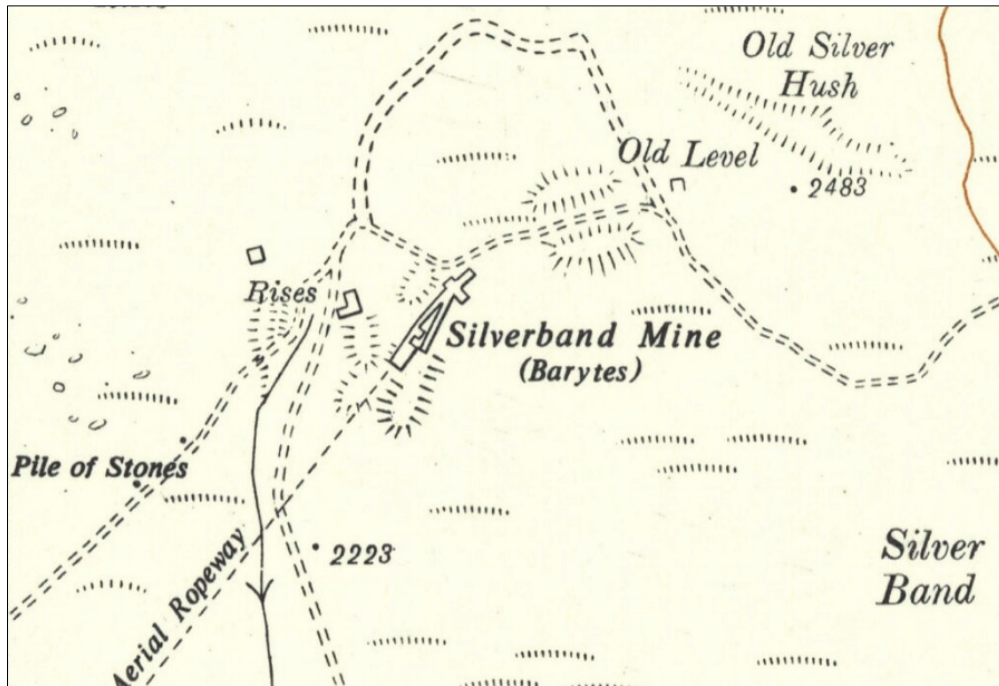 Old Silver
Hush
Old Level
2483
Rises
Silverband Mine
(Barytes)
Pile of Stones
Aerial Ropeway
2223
Silver
Band